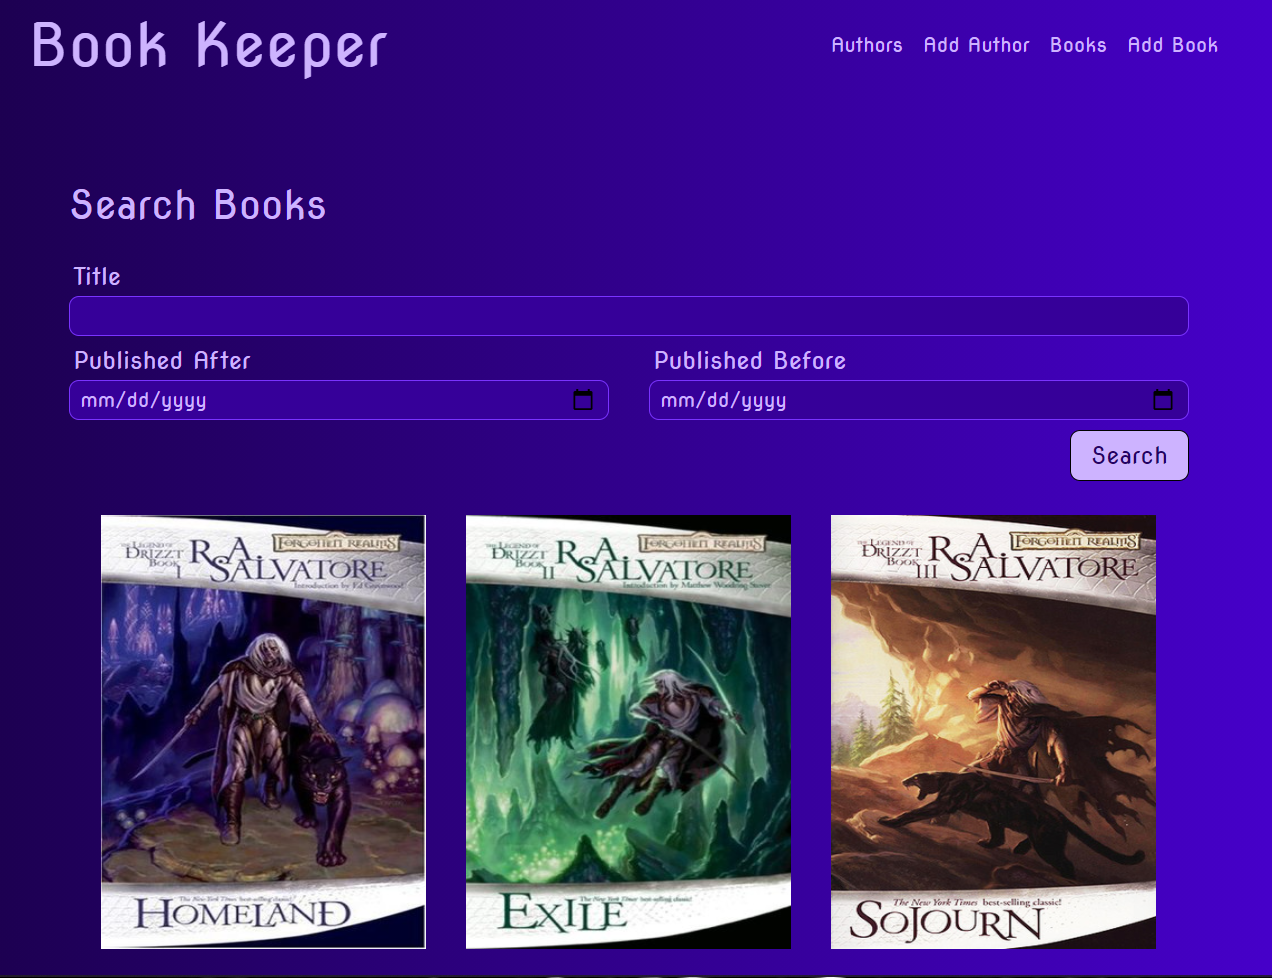 Book Keeper
Authors Add Author Books Add Book
Search Books
Title
Published After Published Before
mm/dd/yyyy mm/dd/yyyy
Search
THE LEGEND OF
DRIZZT
BOOK I
R.A.
SALVATORE
FORGOTTEN REALMS
Introduction by Ed Greenwood
The New York Times best-selling classic!
HOMELAND
THE LEGEND OF
DRIZZT
BOOK II
R.A.
SALVATORE
FORGOTTEN REALMS
Introduction by Matthew Woodring Stover
The New York Times best-selling classic!
EXILE
THE LEGEND OF
DRIZZT
BOOK III
R.A.
SALVATORE
FORGOTTEN REALMS
The New York Times best-selling classic!
SOJOURN